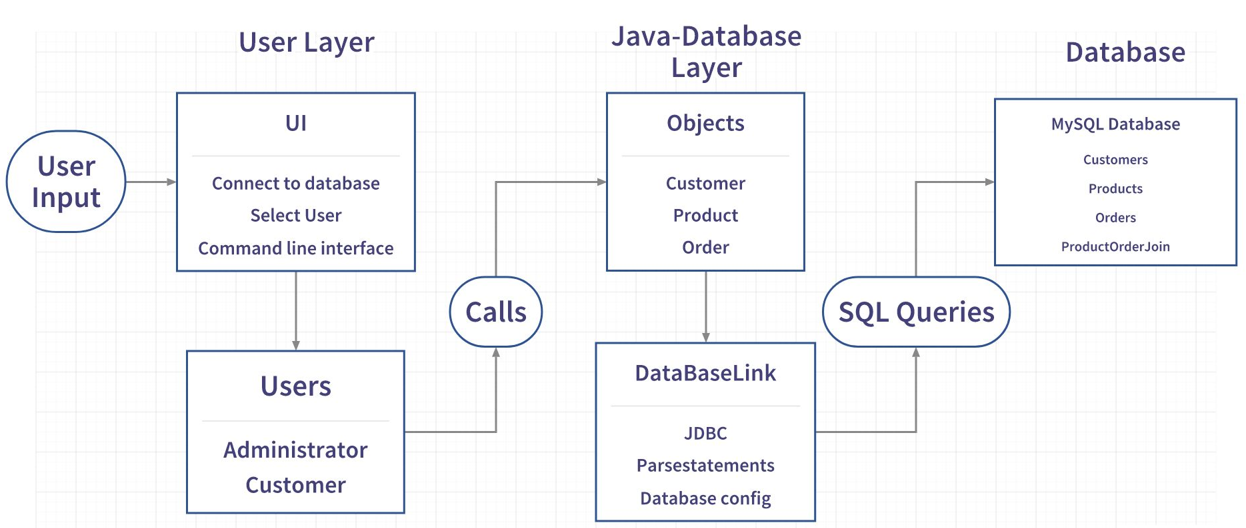 User Layer
Java-Database
Layer
Database
User
Input
UI
Connect to database
Select User
Command line interface
Users
Administrator
Customer
Calls
Objects
Customer
Product
Order
DataBaseLink
JDBC
Parsestatements
Database config
SQL Queries
MySQL Database
Customers
Products
Orders
ProductOrderJoin